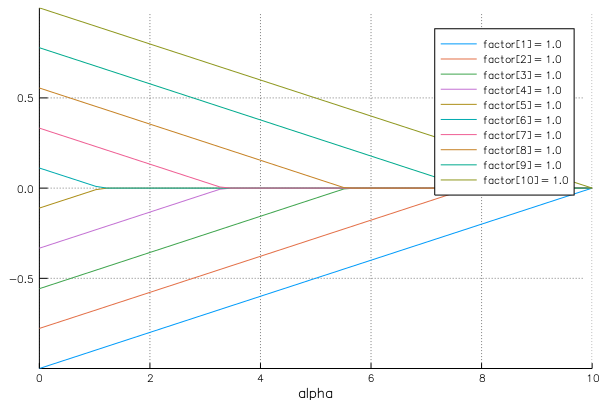 factor[1] = 1.0
factor[2] = 1.0
factor[3] = 1.0
factor[4] = 1.0
factor[5] = 1.0
factor[6] = 1.0
factor[7] = 1.0
factor[8] = 1.0
factor[9] = 1.0
factor[10] = 1.0
0.5
0.0
−0.5
0 2 4 6 8 10
alpha